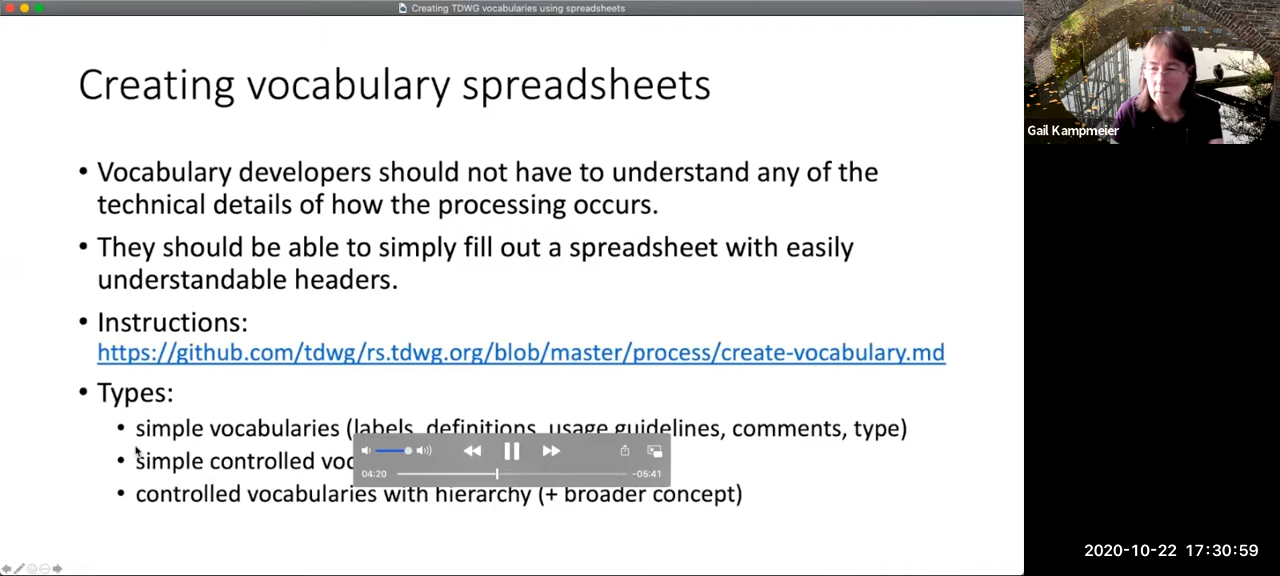 Creating TDWG vocabularies using spreadsheets
Creating vocabulary spreadsheets
• Vocabulary developers should not have to understand any of the
technical details of how the processing occurs.
• They should be able to simply fill out a spreadsheet with easily
understandable headers.
• Instructions:
https://github.com/tdwg/rs.tdwg.org/blob/master/process/create-vocabulary.md
• Types:
• simple vocabularies (labels, definitions, usage guidelines, comments, type)
• simple controlled
• controlled vocabularies with hierarchy (+ broader concept)
04:20
-05:41
Gail Kampmeier
2020-10-22 17:30:59